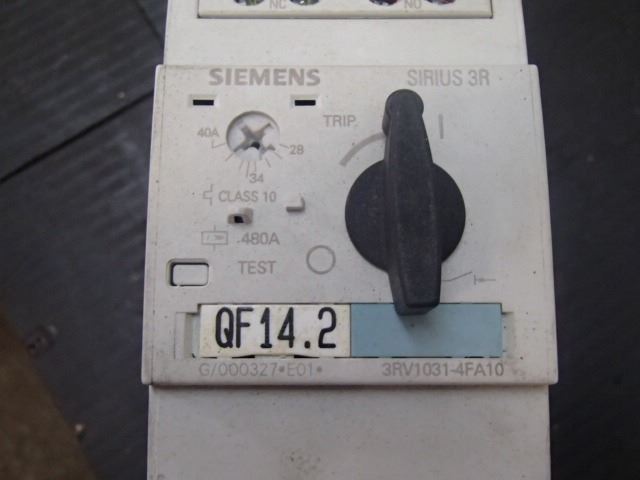 NC NO
SIEMENS SIRIUS 3R
TRIP I
40A 28
34
CLASS 10
480A
TEST O
QF14.2
G/000327•E01• 3RV1031-4FA10